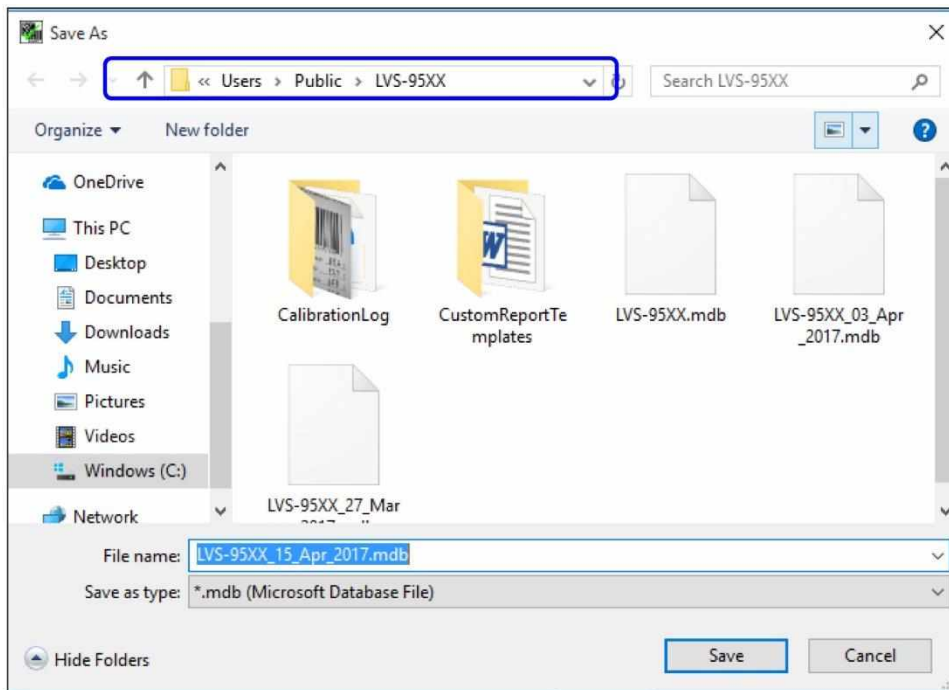 Save As
« Users › Public › LVS-95XX
Search LVS-95XX
Organize
New folder
OneDrive
This PC
Desktop
Documents
Downloads
Music
Pictures
Videos
Windows (C:)
Network
CalibrationLog
CustomReportTe
mplates
LVS-95XX.mdb
LVS-95XX_03_Apr
_2017.mdb
LVS-95XX_27_Mar
File name: LVS-95XX_15_Apr_2017.mdb
Save as type: *.mdb (Microsoft Database File)
Hide Folders
Save
Cancel